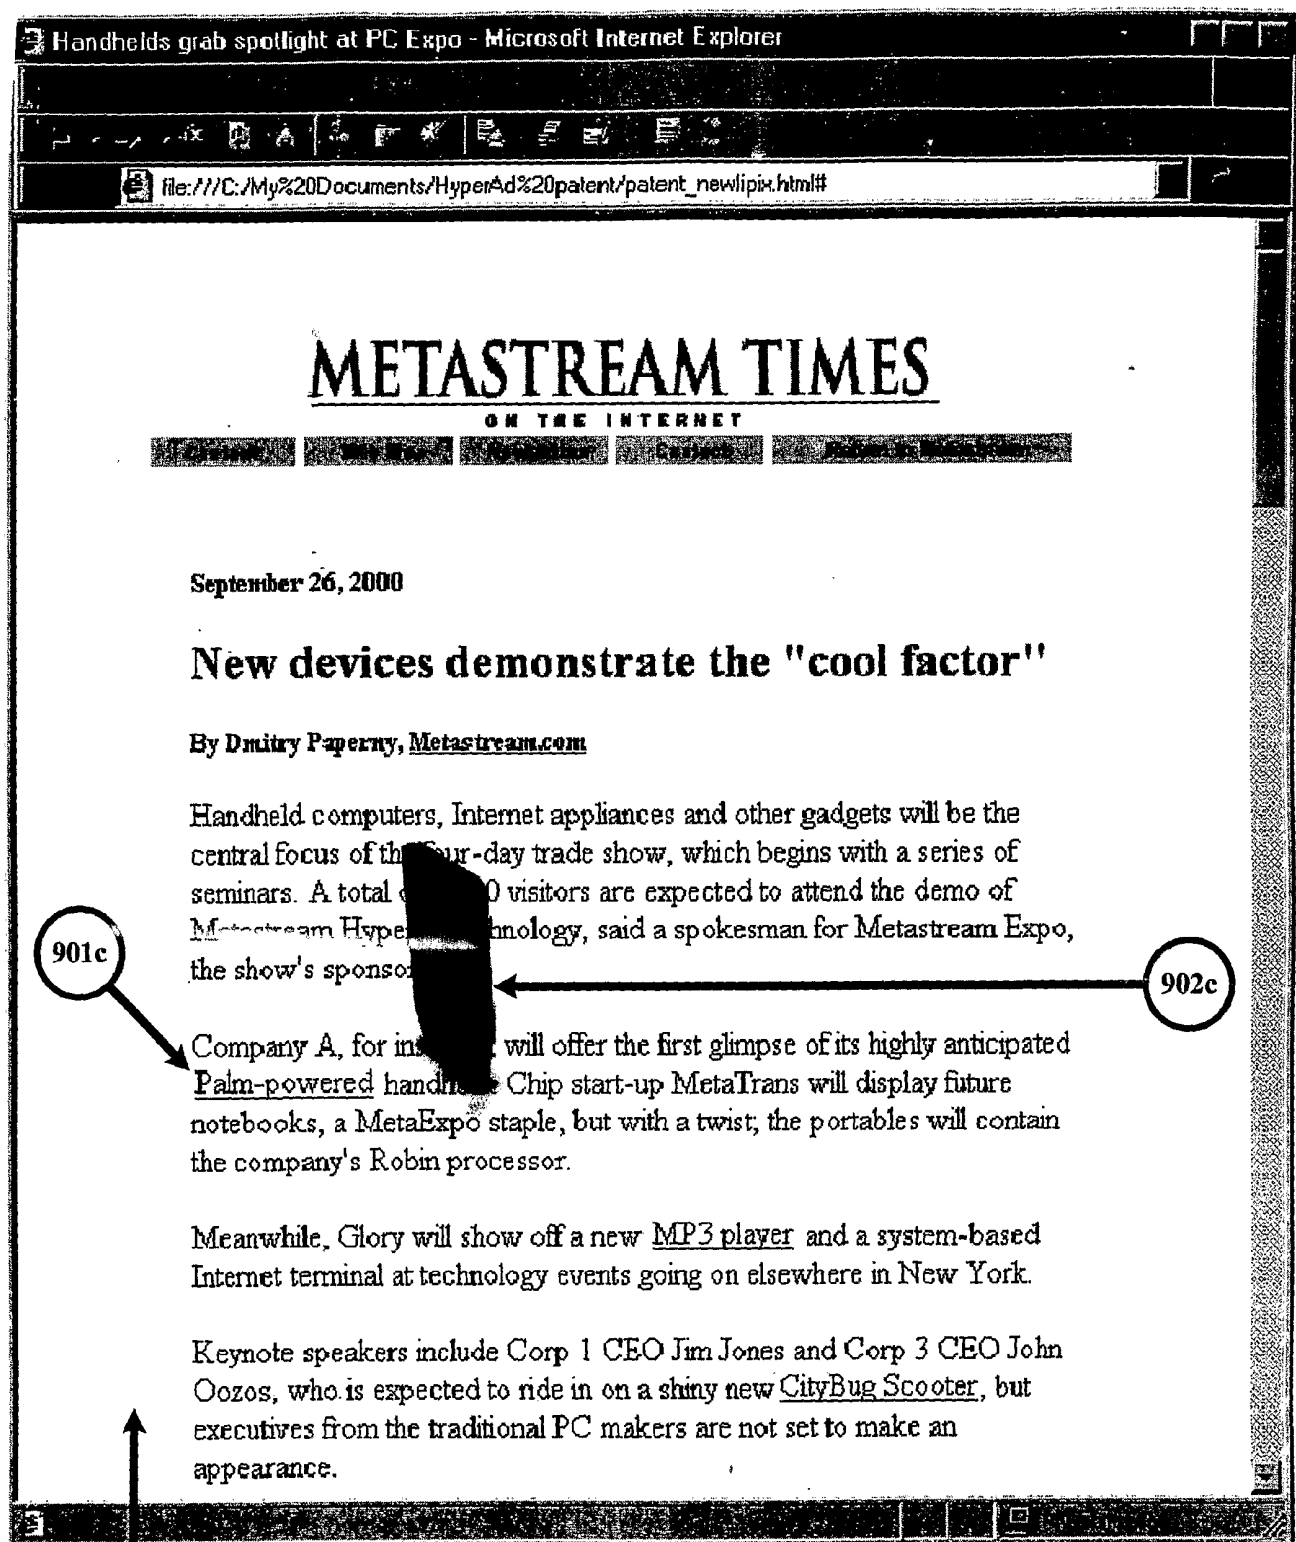 Handhelds grab spotlight at PC Expo - Microsoft Internet Explorer
file:///C:/My%20Documents/HyperAd%20patent/patent_newlipix.html#
METASTREAM TIMES
ON THE INTERNET
Contact
September 26, 2000
New devices demonstrate the "cool factor"
By Dmitry Paperny, Metastream.com
Handheld computers, Internet appliances and other gadgets will be the
central focus of th ur-day trade show, which begins with a series of
seminars. A total 0 visitors are expected to attend the demo of
Metastream Hype hnology, said a spokesman for Metastream Expo,
the show's sponso
901c
902c
Company A, for in will offer the first glimpse of its highly anticipated
Palm-powered handh Chip start-up MetaTrans will display future
notebooks, a MetaExpo staple, but with a twist; the portables will contain
the company's Robin processor.
Meanwhile, Glory will show off a new MP3 player and a system-based
Internet terminal at technology events going on elsewhere in New York.
Keynote speakers include Corp 1 CEO Jim Jones and Corp 3 CEO John
Oozos, who is expected to ride in on a shiny new CityBug Scooter, but
executives from the traditional PC makers are not set to make an
appearance.